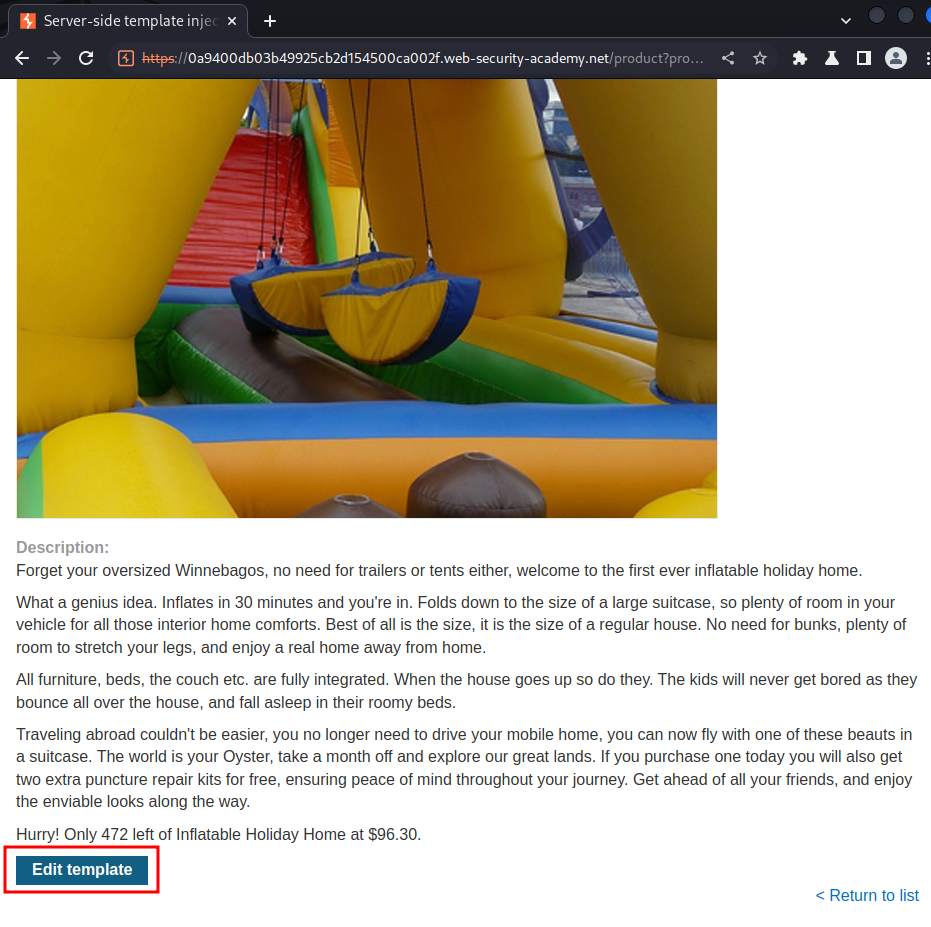 Server-side template injec
https://0a9400db03b49925cb2d154500ca002f.web-security-academy.net/product?pro...
Description:
Forget your oversized Winnebagos, no need for trailers or tents either, welcome to the first ever inflatable holiday home.
What a genius idea. Inflates in 30 minutes and you're in. Folds down to the size of a large suitcase, so plenty of room in your
vehicle for all those interior home comforts. Best of all is the size, it is the size of a regular house. No need for bunks, plenty of
room to stretch your legs, and enjoy a real home away from home.
All furniture, beds, the couch etc. are fully integrated. When the house goes up so do they. The kids will never get bored as they
bounce all over the house, and fall asleep in their roomy beds.
Traveling abroad couldn't be easier, you no longer need to drive your mobile home, you can now fly with one of these beauts in
a suitcase. The world is your Oyster, take a month off and explore our great lands. If you purchase one today you will also get
two extra puncture repair kits for free, ensuring peace of mind throughout your journey. Get ahead of all your friends, and enjoy
the enviable looks along the way.
Hurry! Only 472 left of Inflatable Holiday Home at $96.30.
Edit template
< Return to list